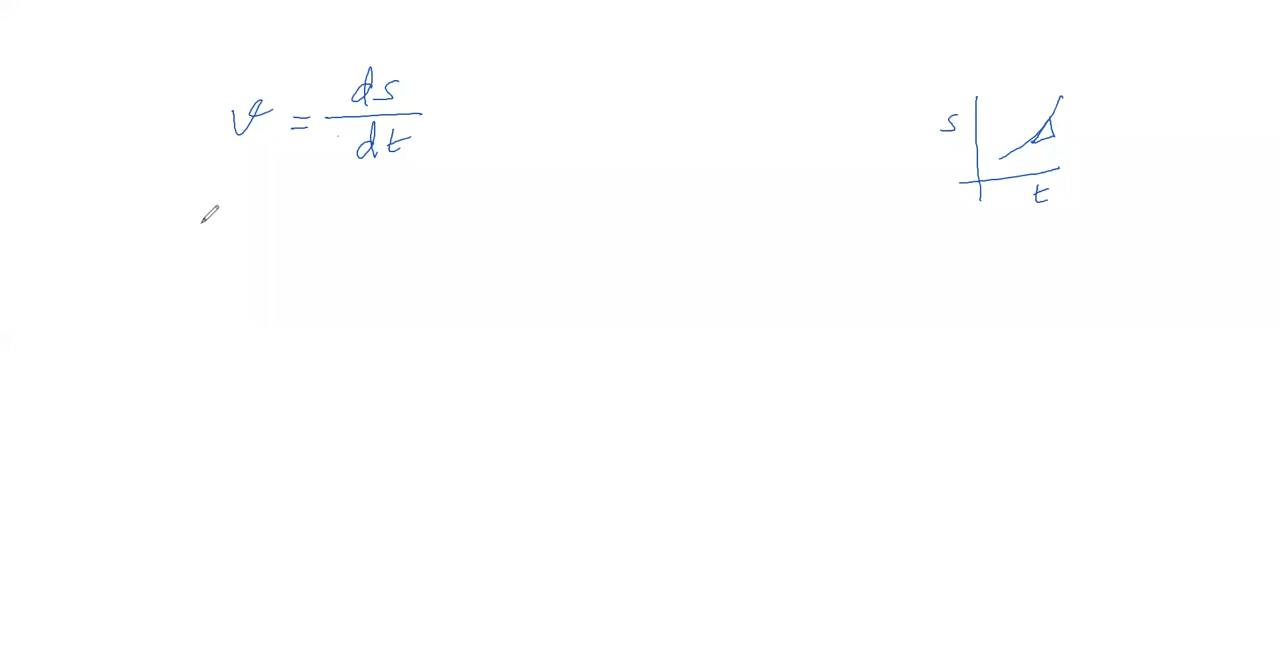 v = ds/dt
s
t